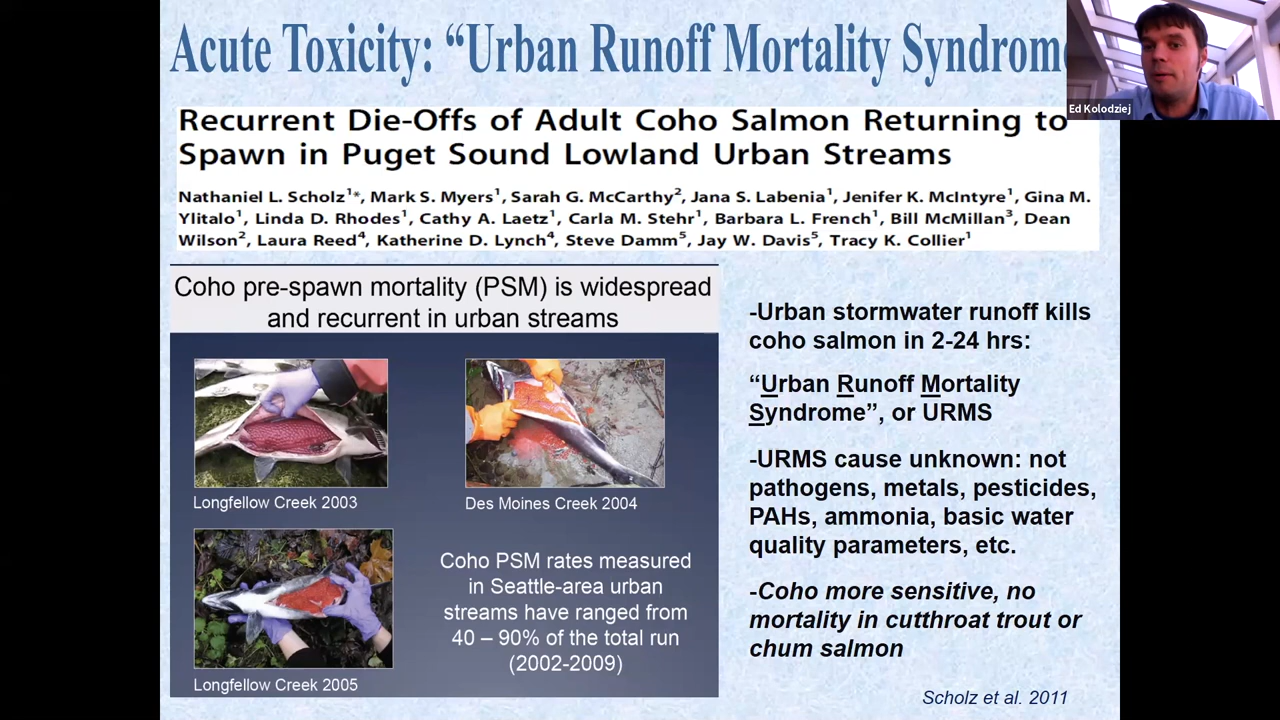 Acute Toxicity: “Urban Runoff Mortality Syndrome
Ed Kolodziej
Recurrent Die-Offs of Adult Coho Salmon Returning to
Spawn in Puget Sound Lowland Urban Streams
Nathaniel L. Scholz1*, Mark S. Myers1, Sarah G. McCarthy2, Jana S. Labenia1, Jenifer K. McIntyre1, Gina M.
Ylitalo1, Linda D. Rhodes1, Cathy A. Laetz1, Carla M. Stehr1, Barbara L. French1, Bill McMillan3, Dean
Wilson2, Laura Reed4, Katherine D. Lynch4, Steve Damm5, Jay W. Davis5, Tracy K. Collier1
Coho pre-spawn mortality (PSM) is widespread
and recurrent in urban streams
Longfellow Creek 2003
Des Moines Creek 2004
Longfellow Creek 2005
Coho PSM rates measured
in Seattle-area urban
streams have ranged from
40 – 90% of the total run
(2002-2009)
-Urban stormwater runoff kills
coho salmon in 2-24 hrs:
“Urban Runoff Mortality
Syndrome”, or URMS
-URMS cause unknown: not
pathogens, metals, pesticides,
PAHs, ammonia, basic water
quality parameters, etc.
-Coho more sensitive, no
mortality in cutthroat trout or
chum salmon
Scholz et al. 2011